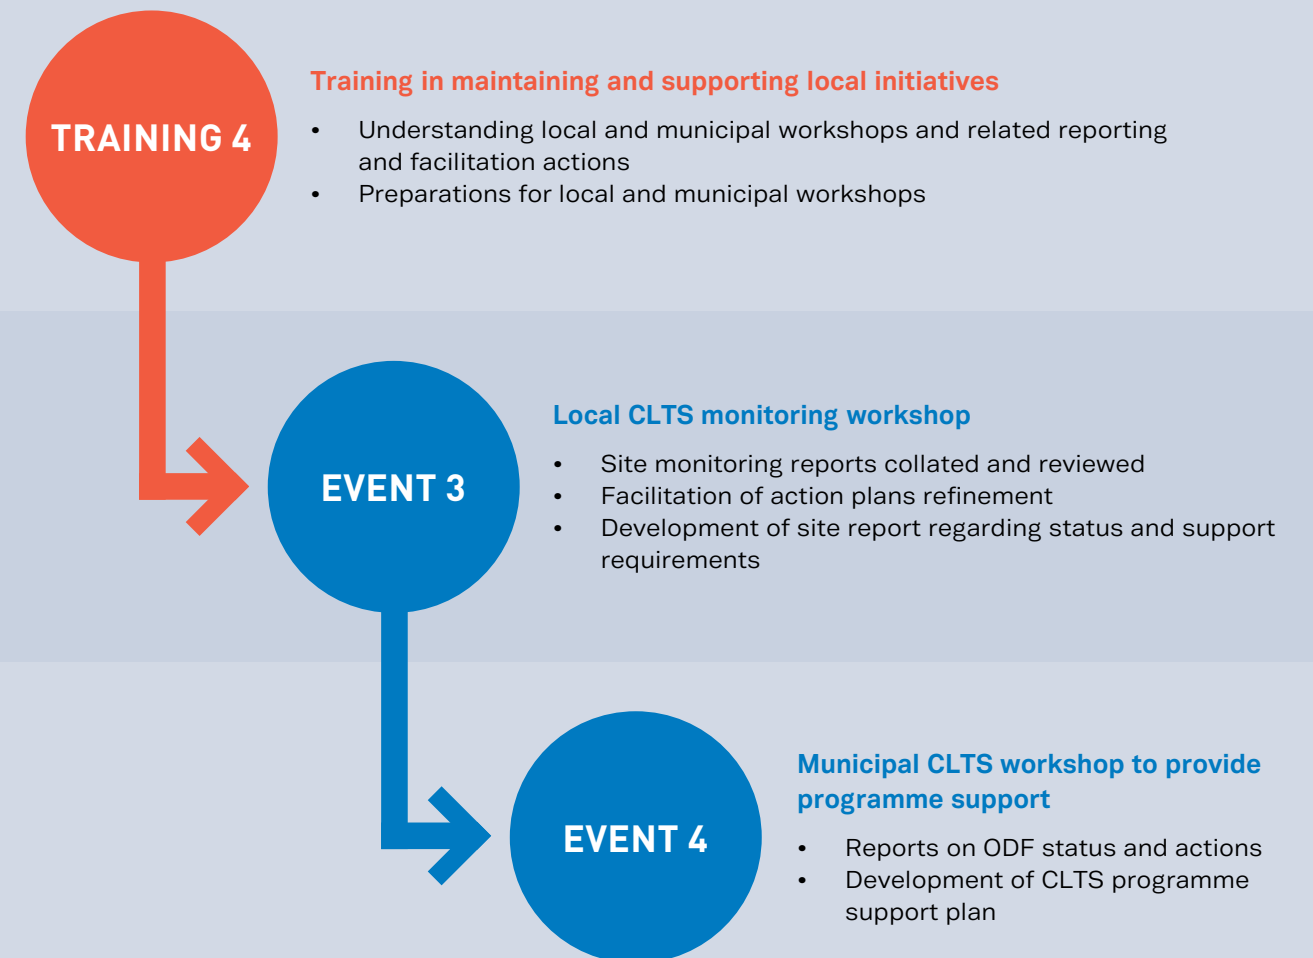 TRAINING 4
Training in maintaining and supporting local initiatives
• Understanding local and municipal workshops and related reporting
and facilitation actions
• Preparations for local and municipal workshops
EVENT 3
Local CLTS monitoring workshop
• Site monitoring reports collated and reviewed
• Facilitation of action plans refinement
• Development of site report regarding status and support
requirements
EVENT 4
Municipal CLTS workshop to provide
programme support
• Reports on ODF status and actions
• Development of CLTS programme
support plan